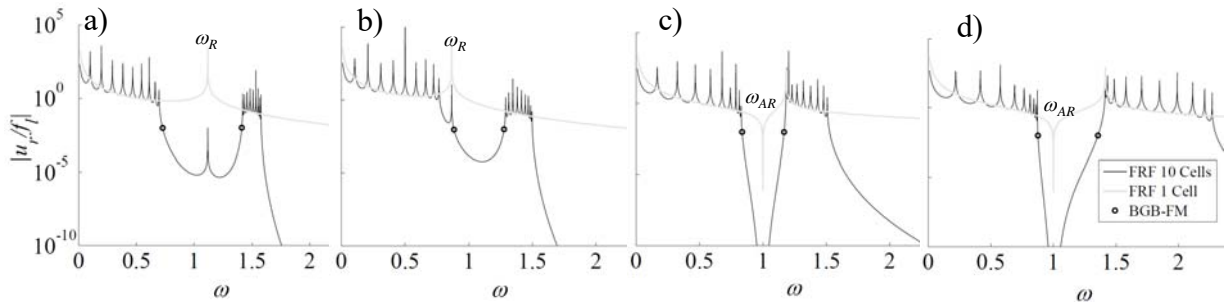 a)
b)
c)
d)
10^5
10^0
10^-5
10^-10
|u_r/f_l|
ω_R
ω_R
ω_AR
ω_AR
FRF 10 Cells
FRF 1 Cell
BGB-FM
0 0.5 1 1.5 2
0 0.5 1 1.5 2
0 0.5 1 1.5 2
0 0.5 1 1.5 2
ω
ω
ω
ω